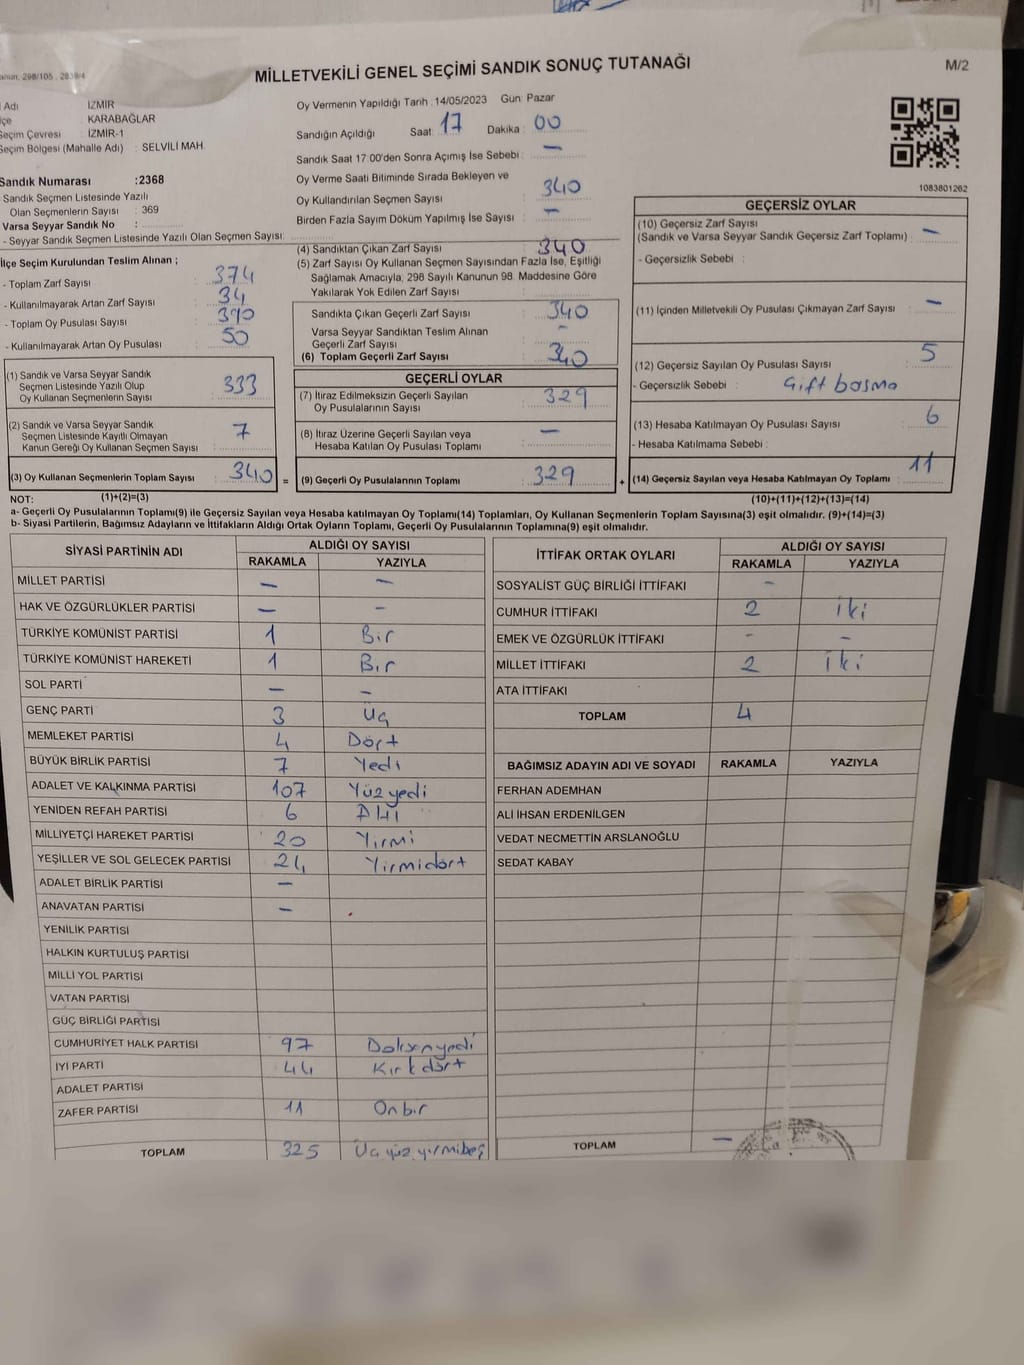 MİLLETVEKİLİ GENEL SEÇİMİ SANDIK SONUÇ TUTANAĞI
M/2
Adı İZMİR
KARABAĞLAR
Seçim Çevresi : İZMİR-1
Seçim Bölgesi (Mahalle Adı) : SELVİLİ MAH.
Sandık Numarası :2368
Sandık Seçmen Listesinde Yazılı
Olan Seçmenlerin Sayısı : 369
Varsa Seyyar Sandık No :
- Seyyar Sandık Seçmen Listesinde Yazılı Olan Seçmen Sayısı:
İlçe Seçim Kurulundan Teslim Alınan ;
- Toplam Zarf Sayısı : 374
- Kullanılmayarak Artan Zarf Sayısı : 34
- Toplam Oy Pusulası Sayısı : 390
- Kullanılmayarak Artan Oy Pusulası : 50
Oy Vermenin Yapıldığı Tarih :14/05/2023 Gün: Pazar
Sandığın Açıldığı Saat : 17 Dakika : 00
Sandık Saat 17:00'den Sonra Açımış İse Sebebi : —
Oy Verme Saati Bitiminde Sırada Bekleyen ve
Oy Kullandırılan Seçmen Sayısı : 340
Birden Fazla Sayım Döküm Yapılmış İse Sayısı : —
(4) Sandıktan Çıkan Zarf Sayısı : 340
(5) Zarf Sayısı Oy Kullanan Seçmen Sayısından Fazla İse, Eşitliği
Sağlamak Amacıyla, 298 Sayılı Kanunun 98. Maddesine Göre
Yakılarak Yok Edilen Zarf Sayısı :
Sandıkta Çıkan Geçerli Zarf Sayısı : 340
Varsa Seyyar Sandıktan Teslim Alınan
Geçerli Zarf Sayısı : -
(6) Toplam Geçerli Zarf Sayısı : 340
1083801262
GEÇERSİZ OYLAR
(10) Geçersiz Zarf Sayısı
(Sandık ve Varsa Seyyar Sandık Geçersiz Zarf Toplamı) : —
- Geçersizlik Sebebi :
(11) İçinden Milletvekili Oy Pusulası Çıkmayan Zarf Sayısı : —
(12) Geçersiz Sayılan Oy Pusulası Sayısı : 5
- Geçersizlik Sebebi : Çift basma
(13) Hesaba Katılmayan Oy Pusulası Sayısı : 6
- Hesaba Katılmama Sebebi :
(14) Geçersiz Sayılan veya Hesaba Katılmayan Oy Toplamı : 11
(10)+(11)+(12)+(13)=(14)
(1) Sandık ve Varsa Seyyar Sandık
Seçmen Listesinde Yazılı Olup
Oy Kullanan Seçmenlerin Sayısı : 333
(2) Sandık ve Varsa Seyyar Sandık
Seçmen Listesinde Kayıtlı Olmayan
Kanun Gereği Oy Kullanan Seçmen Sayısı : 7
(3) Oy Kullanan Seçmenlerin Toplam Sayısı : 340 =
(1)+(2)=(3)
GEÇERLİ OYLAR
(7) İtiraz Edilmeksizin Geçerli Sayılan
Oy Pusulalarının Sayısı : 329
(8) İtiraz Üzerine Geçerli Sayılan veya
Hesaba Katılan Oy Pusulası Toplamı : —
(9) Geçerli Oy Pusulalarının Toplamı : 329 +
NOT:
a- Geçerli Oy Pusulalarının Toplamı(9) ile Geçersiz Sayılan veya Hesaba katılmayan Oy Toplamı(14) Toplamları, Oy Kullanan Seçmenlerin Toplam Sayısına(3) eşit olmalıdır. (9)+(14)=(3)
b- Siyasi Partilerin, Bağımsız Adayların ve İttifakların Aldığı Ortak Oyların Toplamı, Geçerli Oy Pusulalarının Toplamına(9) eşit olmalıdır.
SİYASİ PARTİNİN ADI ALDIĞI OY SAYISI
RAKAMLA YAZIYLA
MİLLET PARTİSİ — —
HAK VE ÖZGÜRLÜKLER PARTİSİ — -
TÜRKİYE KOMÜNİST PARTİSİ 1 Bir
TÜRKİYE KOMÜNİST HAREKETİ 1 Bir
SOL PARTİ — -
GENÇ PARTİ 3 Üç
MEMLEKET PARTİSİ 4 Dört
BÜYÜK BİRLİK PARTİSİ 7 Yedi
ADALET VE KALKINMA PARTİSİ 107 Yüz yedi
YENİDEN REFAH PARTİSİ 6 Altı
MİLLİYETÇİ HAREKET PARTİSİ 20 Yirmi
YEŞİLLER VE SOL GELECEK PARTİSİ 24 Yirmidört
ADALET BİRLİK PARTİSİ —
ANAVATAN PARTİSİ —
YENİLİK PARTİSİ
HALKIN KURTULUŞ PARTİSİ
MİLLİ YOL PARTİSİ
VATAN PARTİSİ
GÜÇ BİRLİĞİ PARTİSİ
CUMHURİYET HALK PARTİSİ 97 Doksanyedi
İYİ PARTİ 44 Kırkdört
ADALET PARTİSİ
ZAFER PARTİSİ 11 Onbir
TOPLAM 325 Üçyüzyirmibeş
İTTİFAK ORTAK OYLARI ALDIĞI OY SAYISI
RAKAMLA YAZIYLA
SOSYALİST GÜÇ BİRLİĞİ İTTİFAKI -
CUMHUR İTTİFAKI 2 iki
EMEK VE ÖZGÜRLÜK İTTİFAKI - -
MİLLET İTTİFAKI 2 iki
ATA İTTİFAKI
TOPLAM 4
BAĞIMSIZ ADAYIN ADI VE SOYADI RAKAMLA YAZIYLA
FERHAN ADEMHAN
ALİ İHSAN ERDENİLGEN
VEDAT NECMETTİN ARSLANOĞLU
SEDAT KABAY
TOPLAM —